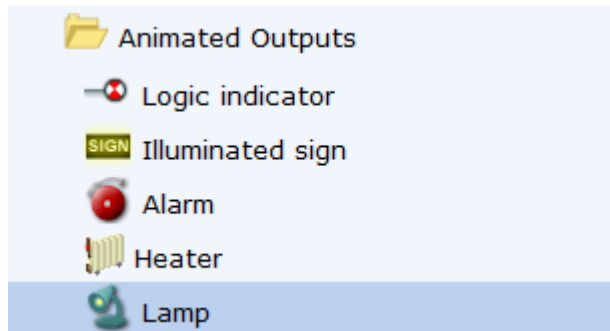 Animated Outputs
Logic indicator
SIGN Illuminated sign
Alarm
Heater
Lamp